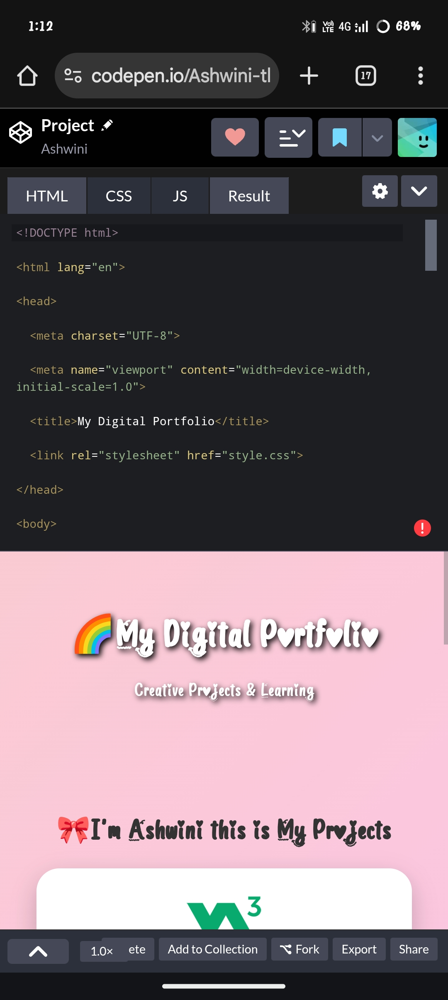 1:12
Vo)) LTE 4G 68%
codepen.io/Ashwini-tl
17
Project
Ashwini
HTML CSS JS Result
<!DOCTYPE html>
<html lang="en">
<head>
<meta charset="UTF-8">
<meta name="viewport" content="width=device-width,
initial-scale=1.0">
<title>My Digital Portfolio</title>
<link rel="stylesheet" href="style.css">
</head>
<body>
!
🌈My Digital Portfolio
Creative Projects & Learning
🎀I'm Ashwini this is My Projects
3
1.0× ete Add to Collection Fork Export Share